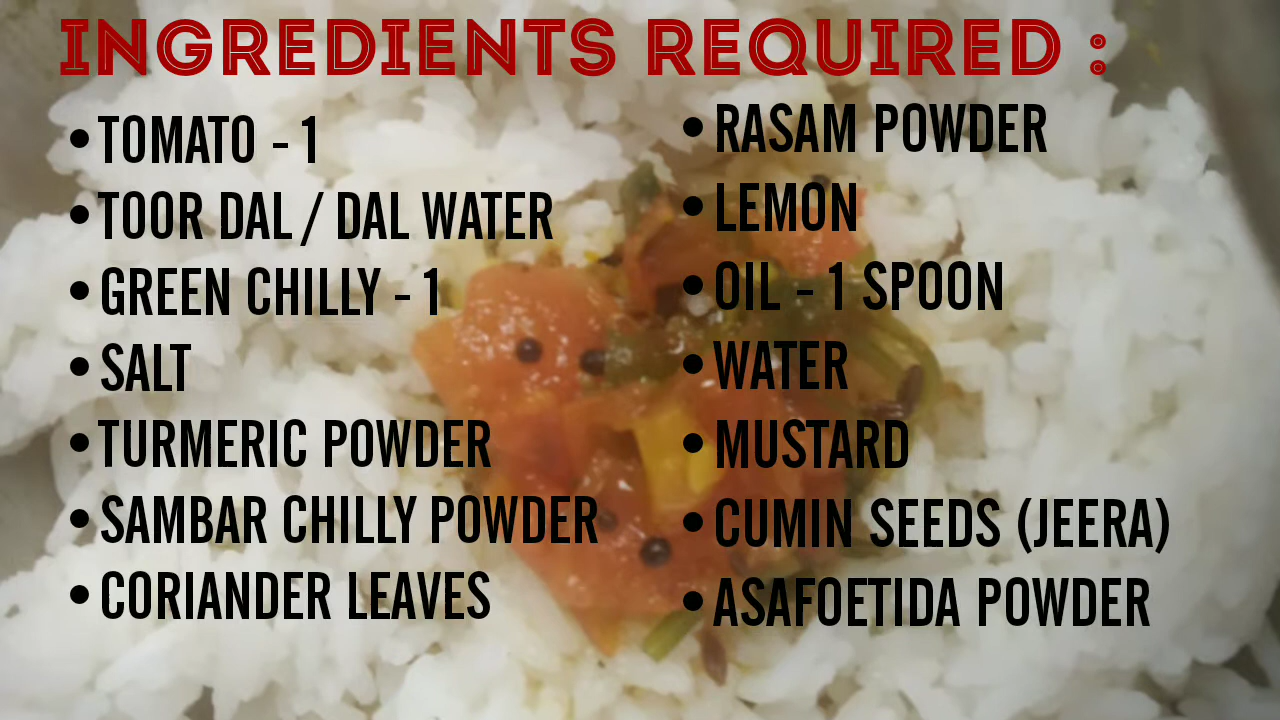 INGREDIENTS REQUIRED :
• TOMATO - 1
• TOOR DAL / DAL WATER
• GREEN CHILLY - 1
• SALT
• TURMERIC POWDER
• SAMBAR CHILLY POWDER
• CORIANDER LEAVES
• RASAM POWDER
• LEMON
• OIL - 1 SPOON
• WATER
• MUSTARD
• CUMIN SEEDS (JEERA)
• ASAFOETIDA POWDER